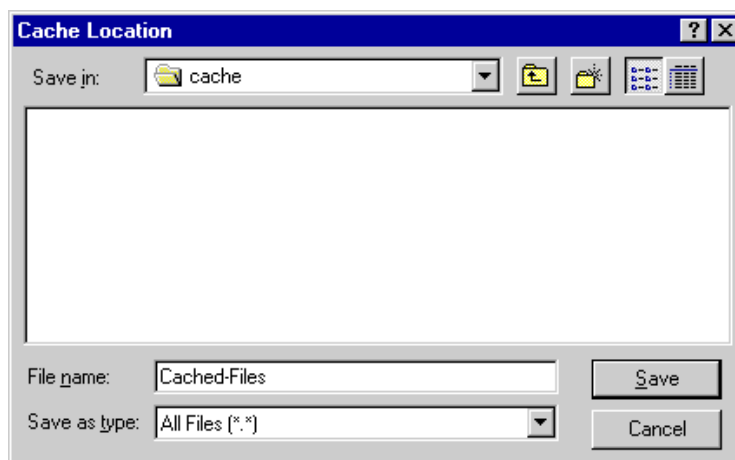 Cache Location
Save in: cache
File name: Cached-Files
Save
Save as type: All Files (*.*)
Cancel